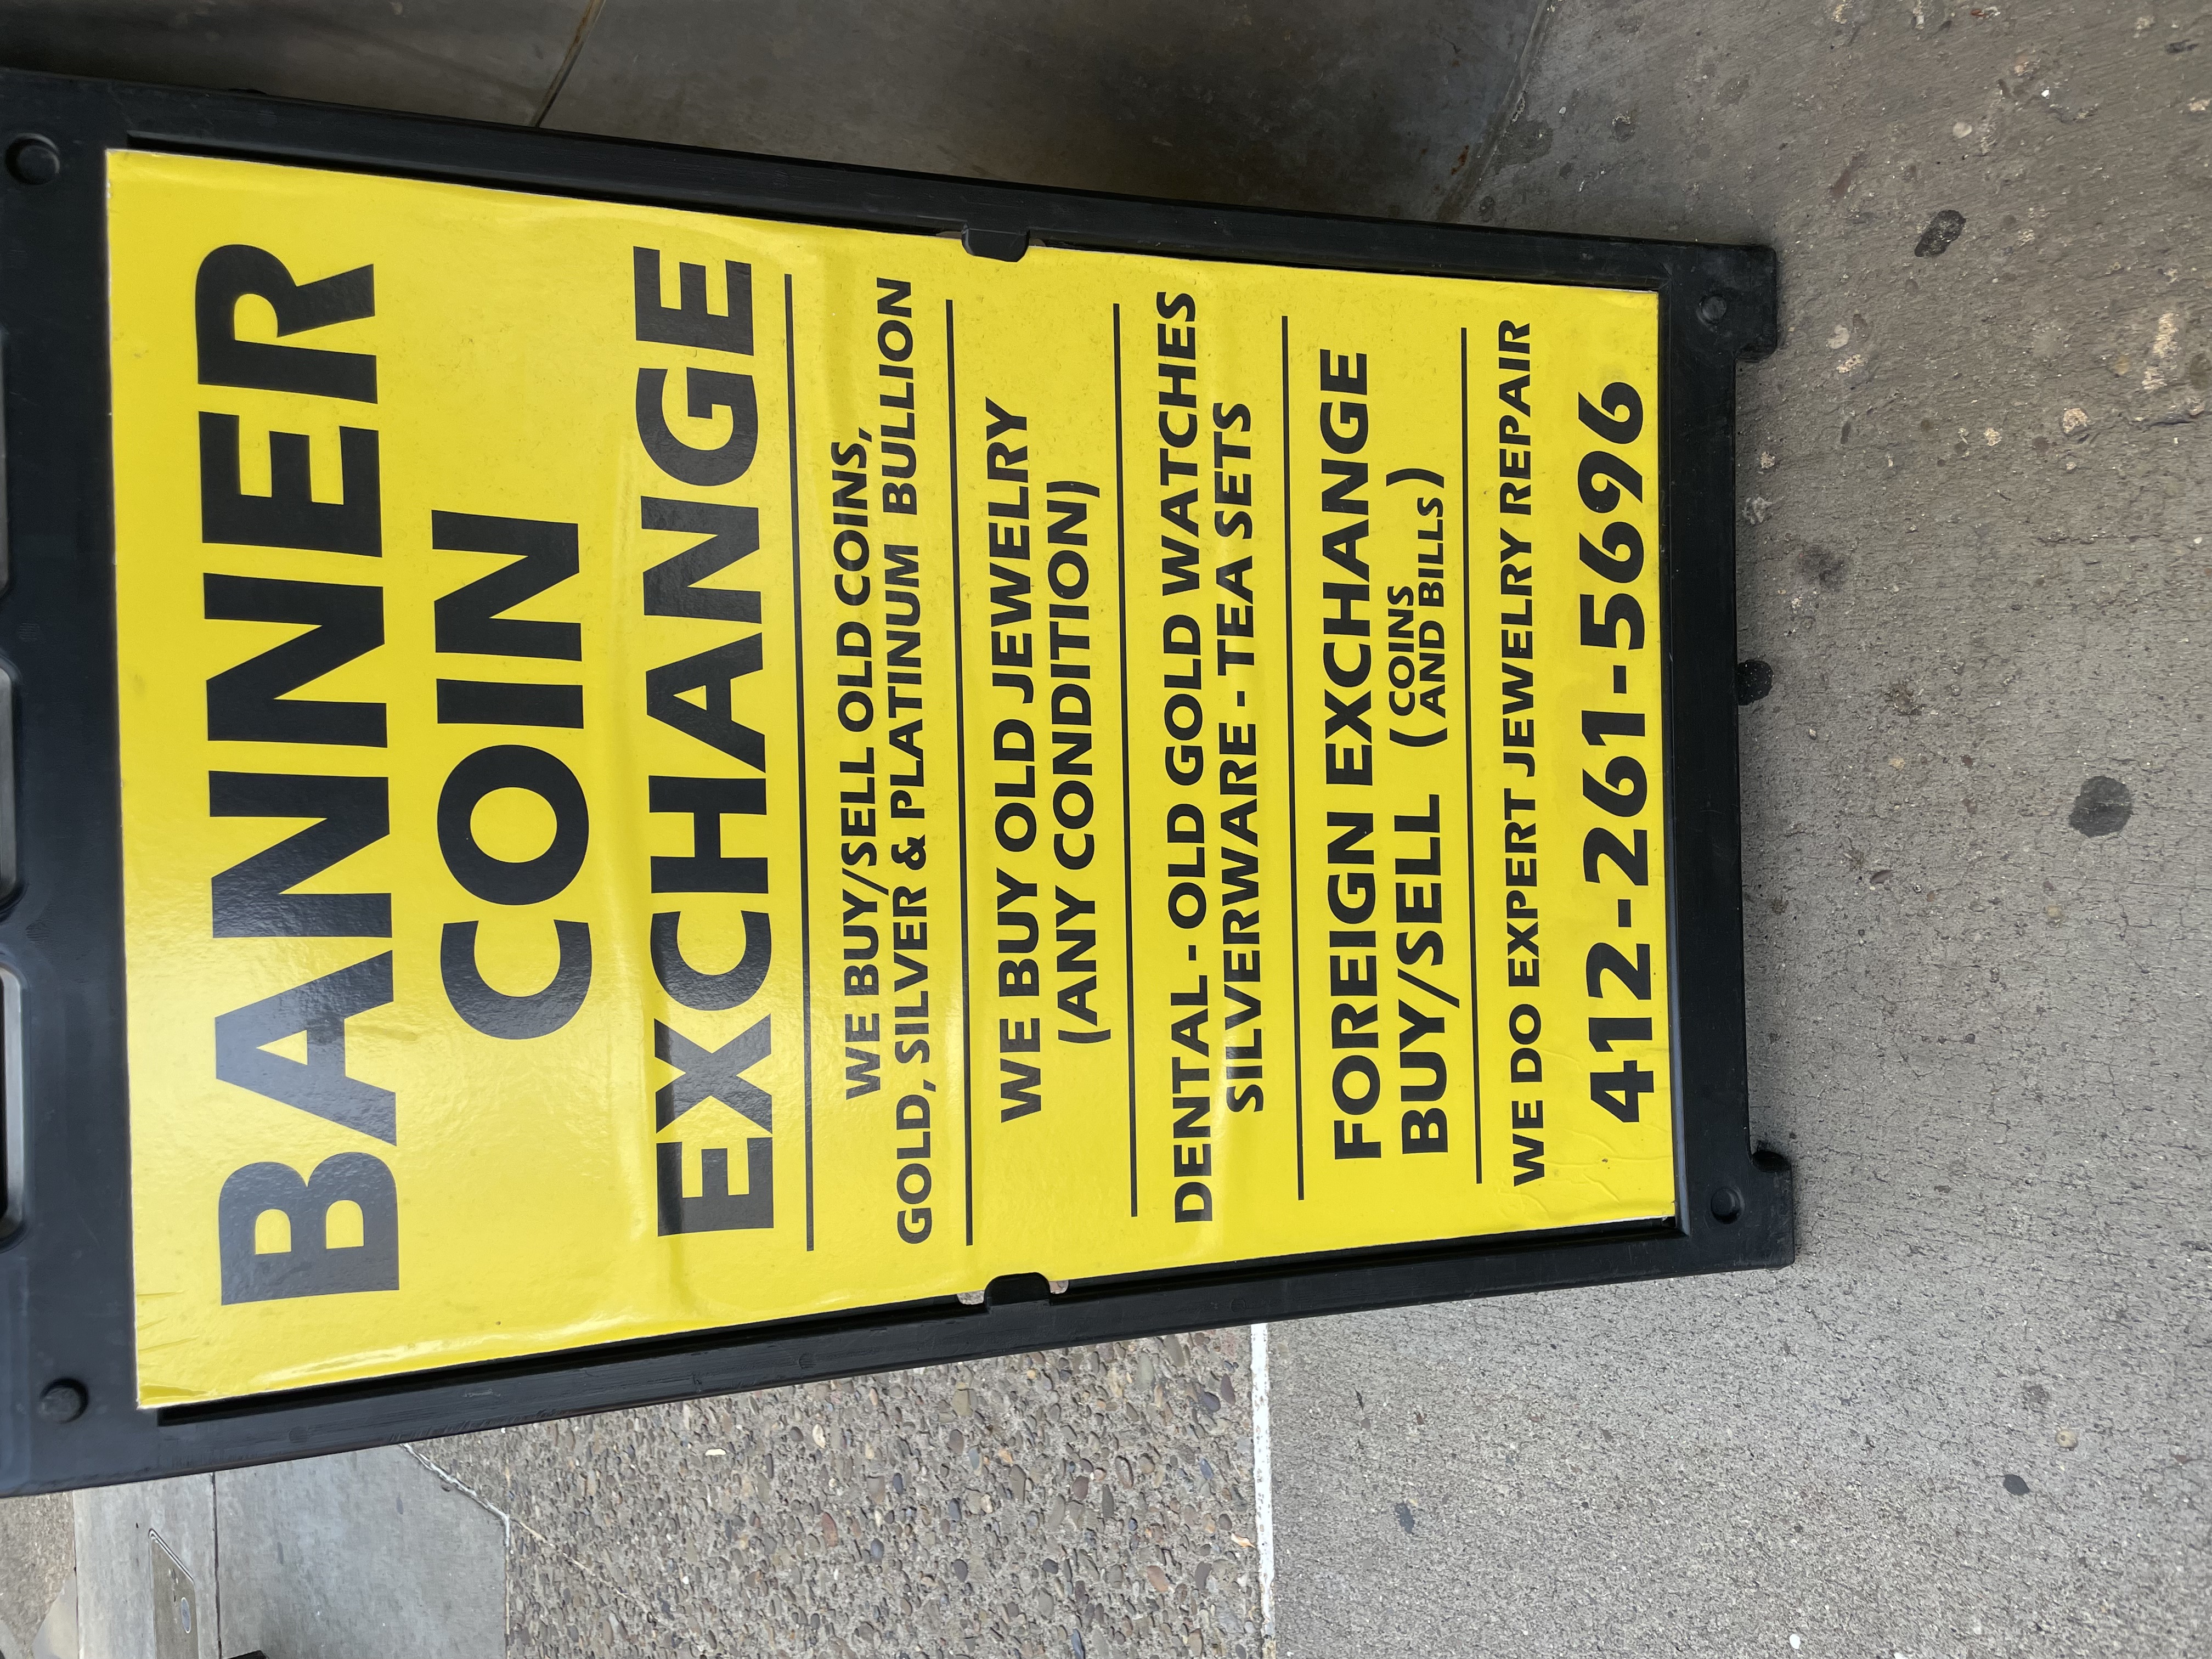 BANNER
COIN
EXCHANGE
WE BUY/SELL OLD COINS,
GOLD, SILVER & PLATINUM BULLION
WE BUY OLD JEWELRY
(ANY CONDITION)
DENTAL - OLD GOLD WATCHES
SILVERWARE - TEA SETS
FOREIGN EXCHANGE
BUY/SELL (COINS AND BILLS)
WE DO EXPERT JEWELRY REPAIR
412-261-5696